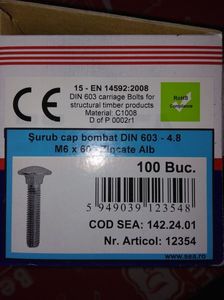 15 - EN 14592:2008
DIN 603 carriage Bolts for
structural timber products
Material: C1008
D of P 0002r1
CE
RoHS
Compliance
Şurub cap bombat DIN 603 - 4.8
M6 x 60 Zincate Alb
100 Buc.
5 949039 123548
COD SEA: 142.24.01
Nr. Articol: 12354
www.sea.ro